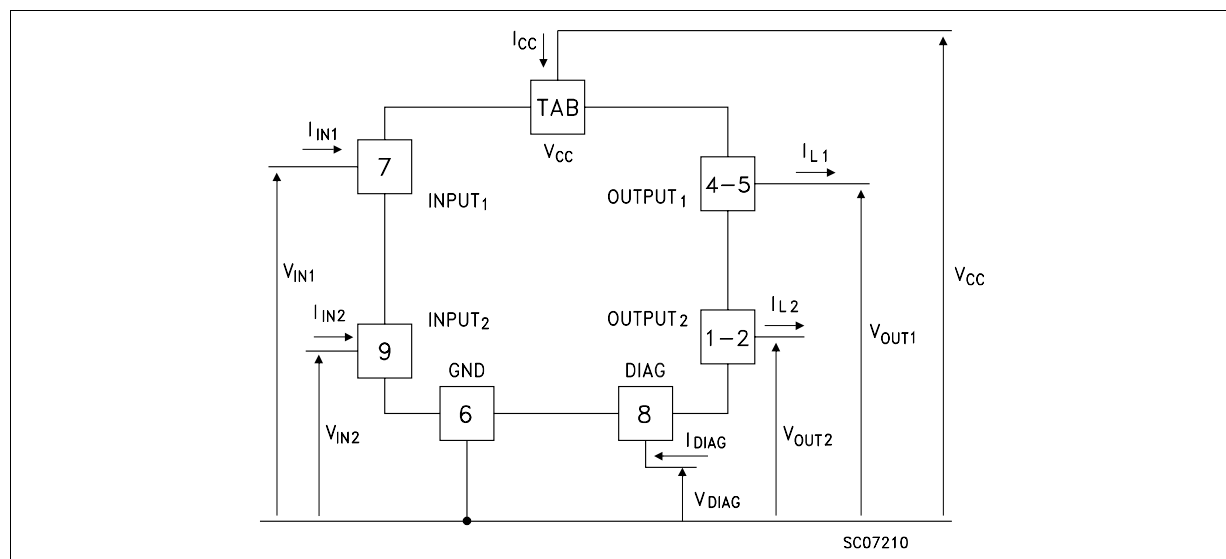 I_CC
TAB
V_CC
I_IN1
7
INPUT_1
4-5
OUTPUT_1
I_L1
V_IN1
V_CC
I_IN2
9
INPUT_2
OUTPUT_2
1-2
I_L2
V_OUT1
GND
6
DIAG
8
V_IN2
I_DIAG
V_OUT2
V_DIAG
SC07210